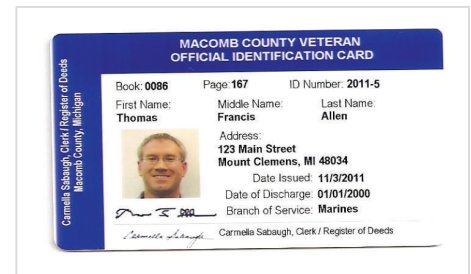 MACOMB COUNTY VETERAN
OFFICIAL IDENTIFICATION CARD
Carmella Sabaugh, Clerk / Register of Deeds
Macomb County, Michigan
Book: 0086 Page: 167 ID Number: 2011-5
First Name: Middle Name: Last Name:
Thomas Francis Allen
Address:
123 Main Street
Mount Clemens, MI 48034
Date Issued: 11/3/2011
Date of Discharge: 01/01/2000
Branch of Service: Marines
Carmella Sabaugh
Carmella Sabaugh, Clerk / Register of Deeds